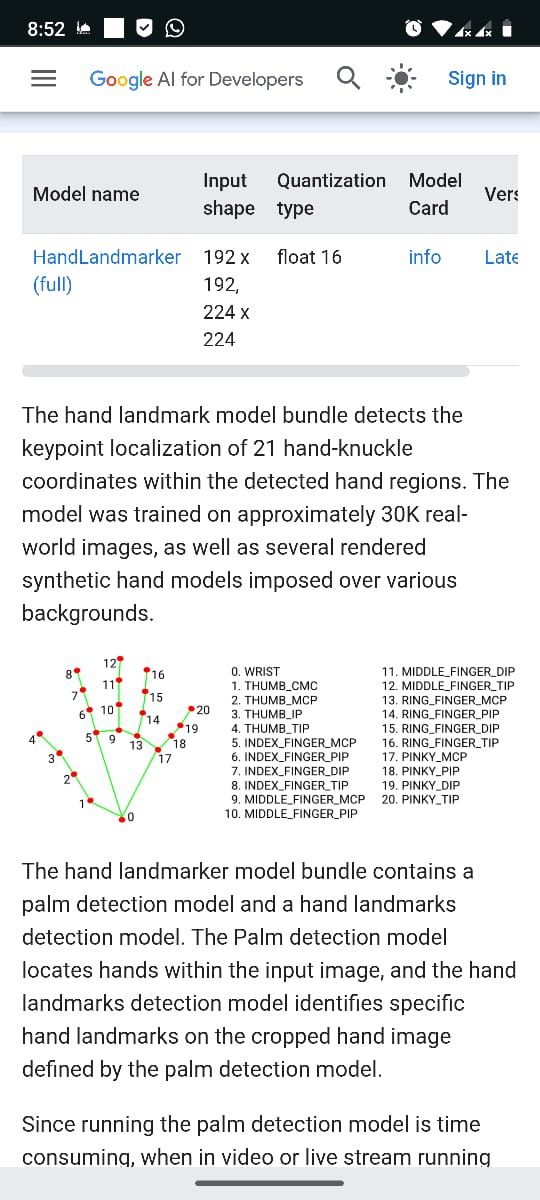 8:52
Google AI for Developers
Sign in
Model name
Input shape
Quantization type
Model Card
Vers
HandLandmarker (full)
192 x 192, 224 x 224
float 16
info
Late
The hand landmark model bundle detects the
keypoint localization of 21 hand-knuckle
coordinates within the detected hand regions. The
model was trained on approximately 30K real-
world images, as well as several rendered
synthetic hand models imposed over various
backgrounds.
12
8
16
11
7
15
10
6
20
14
19
4
5
9
13
18
3
17
2
1
0
0. WRIST
1. THUMB_CMC
2. THUMB_MCP
3. THUMB_IP
4. THUMB_TIP
5. INDEX_FINGER_MCP
6. INDEX_FINGER_PIP
7. INDEX_FINGER_DIP
8. INDEX_FINGER_TIP
9. MIDDLE_FINGER_MCP
10. MIDDLE_FINGER_PIP
11. MIDDLE_FINGER_DIP
12. MIDDLE_FINGER_TIP
13. RING_FINGER_MCP
14. RING_FINGER_PIP
15. RING_FINGER_DIP
16. RING_FINGER_TIP
17. PINKY_MCP
18. PINKY_PIP
19. PINKY_DIP
20. PINKY_TIP
The hand landmarker model bundle contains a
palm detection model and a hand landmarks
detection model. The Palm detection model
locates hands within the input image, and the hand
landmarks detection model identifies specific
hand landmarks on the cropped hand image
defined by the palm detection model.
Since running the palm detection model is time
consuming, when in video or live stream running